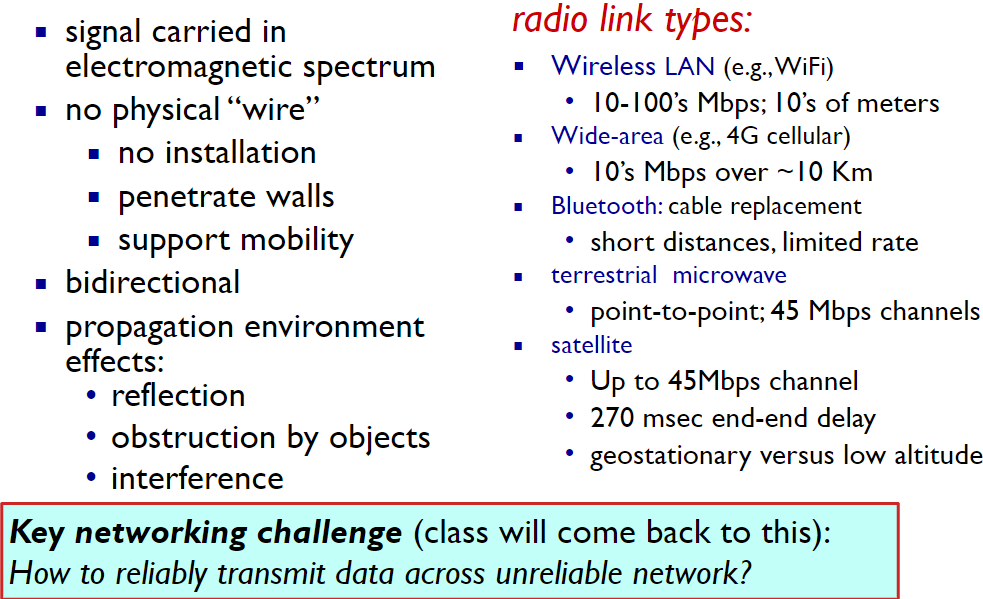 signal carried in
electromagnetic spectrum
no physical “wire”
no installation
penetrate walls
support mobility
bidirectional
propagation environment
effects:
reflection
obstruction by objects
interference
radio link types:
Wireless LAN (e.g., WiFi)
10-100’s Mbps; 10’s of meters
Wide-area (e.g., 4G cellular)
10’s Mbps over ~10 Km
Bluetooth: cable replacement
short distances, limited rate
terrestrial microwave
point-to-point; 45 Mbps channels
satellite
Up to 45Mbps channel
270 msec end-end delay
geostationary versus low altitude
Key networking challenge (class will come back to this):
How to reliably transmit data across unreliable network?